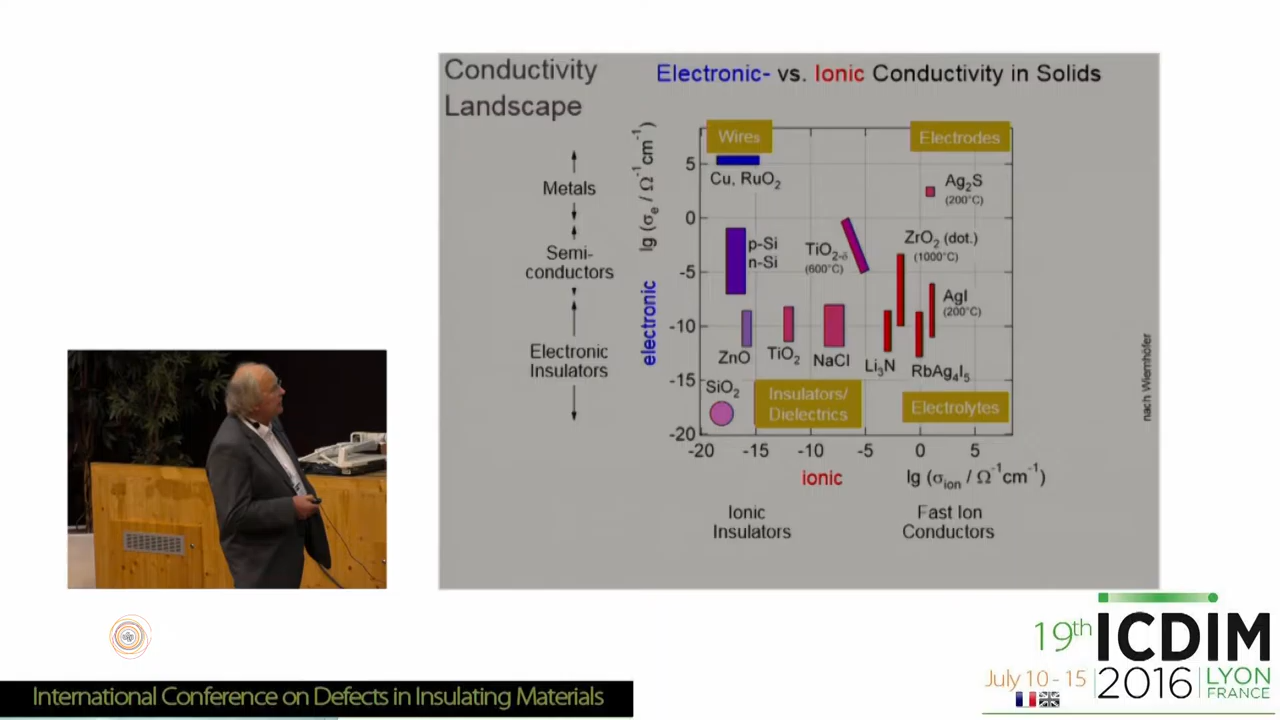 Conductivity
Landscape
Electronic- vs. Ionic Conductivity in Solids
Metals
Semi-
conductors
Electronic
Insulators
lg (σe / Ω⁻¹cm⁻¹)
electronic
5
0
-5
-10
-15
-20
Wires
Electrodes
Cu, RuO₂
Ag₂S
(200°C)
p-Si
n-Si
TiO₂₋δ
(600°C)
ZrO₂ (dot.)
(1000°C)
AgI
(200°C)
ZnO
TiO₂
NaCl
Li₃N
RbAg₄I₅
SiO₂
Insulators/
Dielectrics
Electrolytes
-20 -15 -10 -5 0 5
ionic
lg (σion / Ω⁻¹cm⁻¹)
Ionic
Insulators
Fast Ion
Conductors
nach Wiemhöfer
19th ICDIM
July 10 - 15 2016 LYON
FRANCE
International Conference on Defects in Insulating Materials